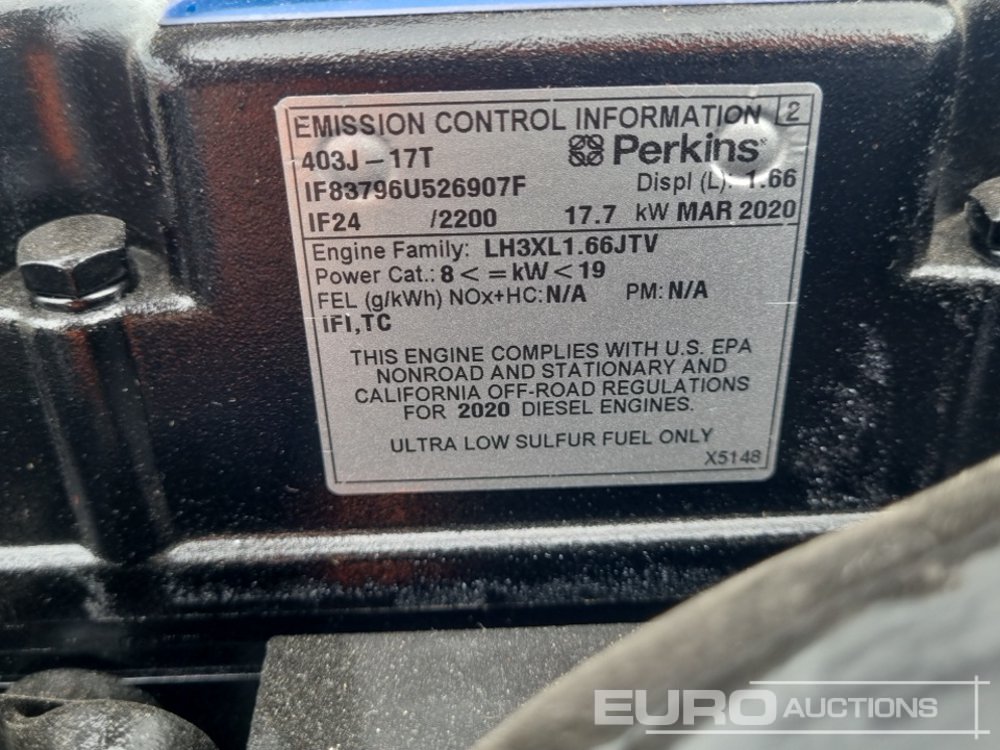 EMISSION CONTROL INFORMATION 2
403J-17T Perkins
IF83796U526907F Displ (L): 1.66
IF24 /2200 17.7 kW MAR 2020
Engine Family: LH3XL1.66JTV
Power Cat.: 8 < = kW < 19
FEL (g/kWh) NOx+HC: N/A PM: N/A
IFI,TC
THIS ENGINE COMPLIES WITH U.S. EPA
NONROAD AND STATIONARY AND
CALIFORNIA OFF-ROAD REGULATIONS
FOR 2020 DIESEL ENGINES.
ULTRA LOW SULFUR FUEL ONLY
X5148
EURO AUCTIONS